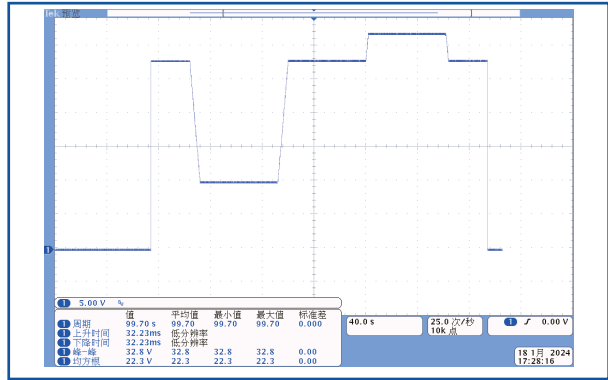 Tek 预览
1
1 5.00 V
值 平均值 最小值 最大值 标准差
1 周期 99.70 s 99.70 99.70 99.70 0.000
1 上升时间 32.23ms 低分辨率
1 下降时间 32.23ms 低分辨率
1 峰–峰 32.8 V 32.8 32.8 32.8 0.00
1 均方根 22.3 V 22.3 22.3 22.3 0.00
40.0 s
25.0 次/秒
10k 点
1 0.00 V
18 1月 2024
17:28:16